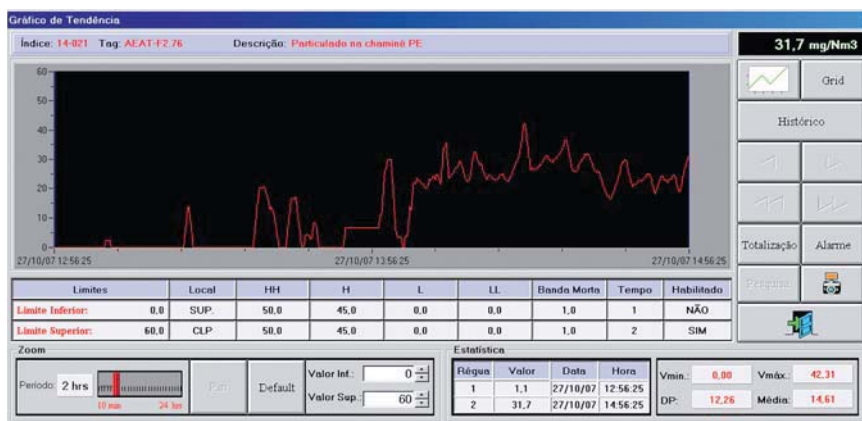 Gráfico de Tendência
Índice: 14-021 Tag: AEAT-F2.76 Descrição: Particulado na chaminé PE
31,7 mg/Nm3
Grid
Histórico
Totalização Alarme
Pesquisa
60
50
40
30
20
10
0
27/10/07 12:56:25 27/10/07 13:56:25 27/10/07 14:56:25
Limites Local HH H L LL Banda Morta Tempo Habilitado
Limite Inferior: 0,0 SUP. 50,0 45,0 0,0 0,0 1,0 1 NÃO
Limite Superior: 60,0 CLP 50,0 45,0 0,0 0,0 1,0 2 SIM
Zoom
Período: 2 hrs
10 min 24 hrs
Pan
Default
Valor Inf.: 0
Valor Sup.: 60
Estatística
Régua Valor Data Hora
1 1,1 27/10/07 12:56:25
2 31,7 27/10/07 14:56:25
Vmin.: 0,00 Vmáx.: 42,31
DP: 12,26 Média: 14,61